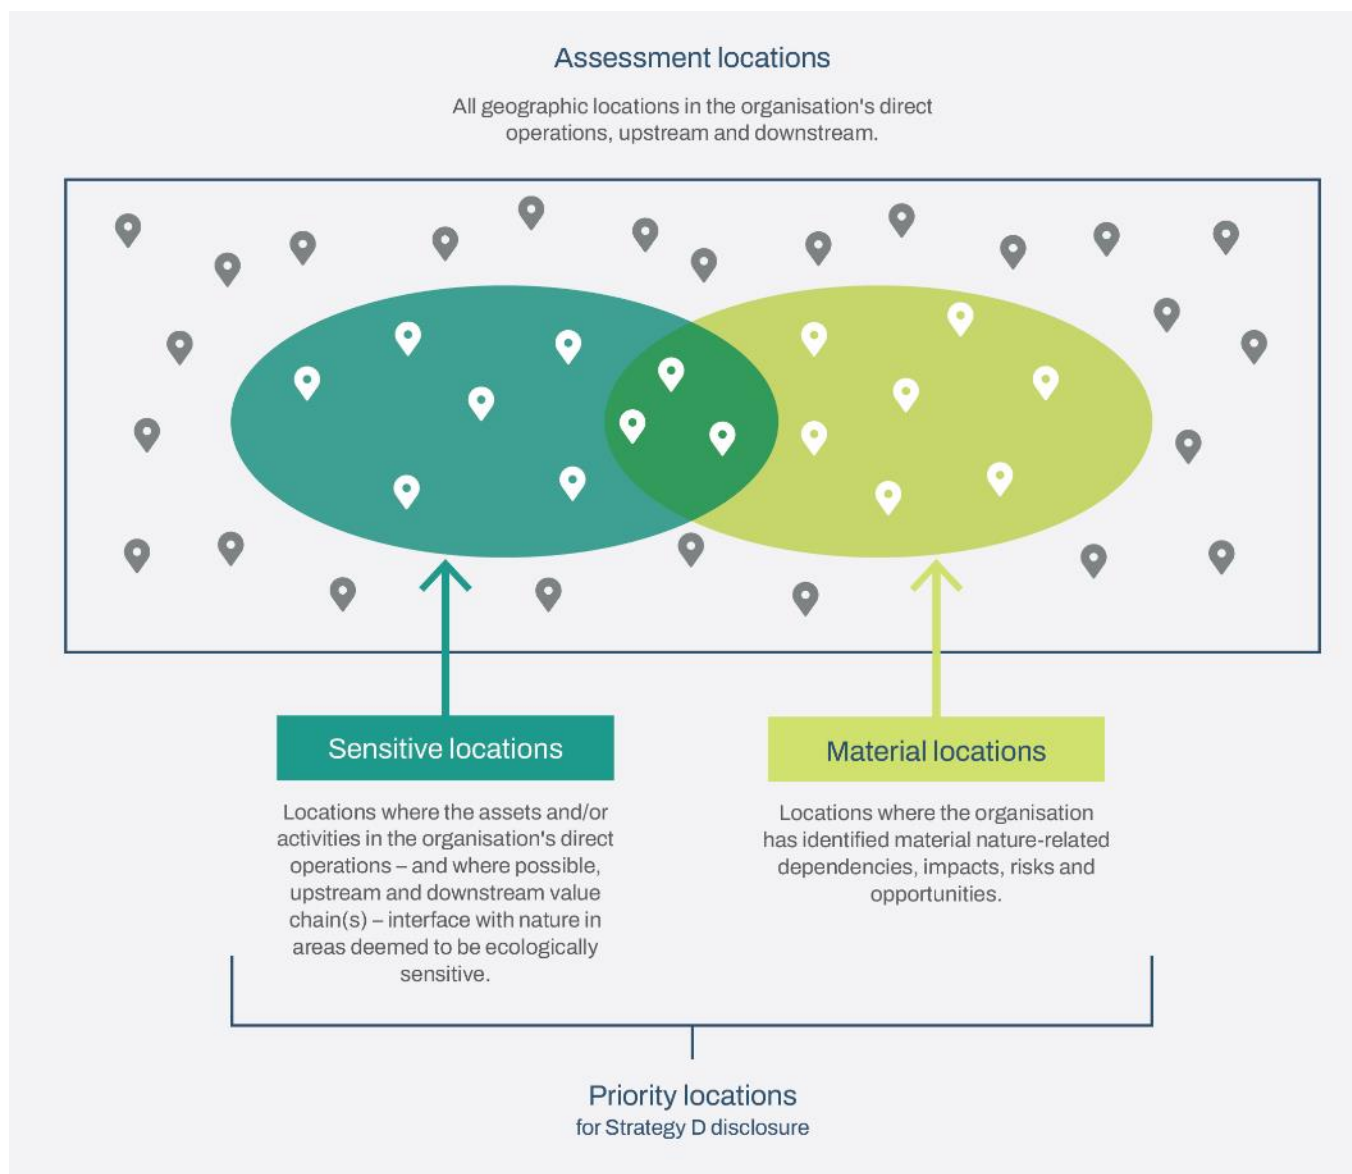 Assessment locations
All geographic locations in the organisation's direct
operations, upstream and downstream.
Sensitive locations
Locations where the assets and/or
activities in the organisation's direct
operations – and where possible,
upstream and downstream value
chain(s) – interface with nature in
areas deemed to be ecologically
sensitive.
Material locations
Locations where the organisation
has identified material nature-related
dependencies, impacts, risks and
opportunities.
Priority locations
for Strategy D disclosure